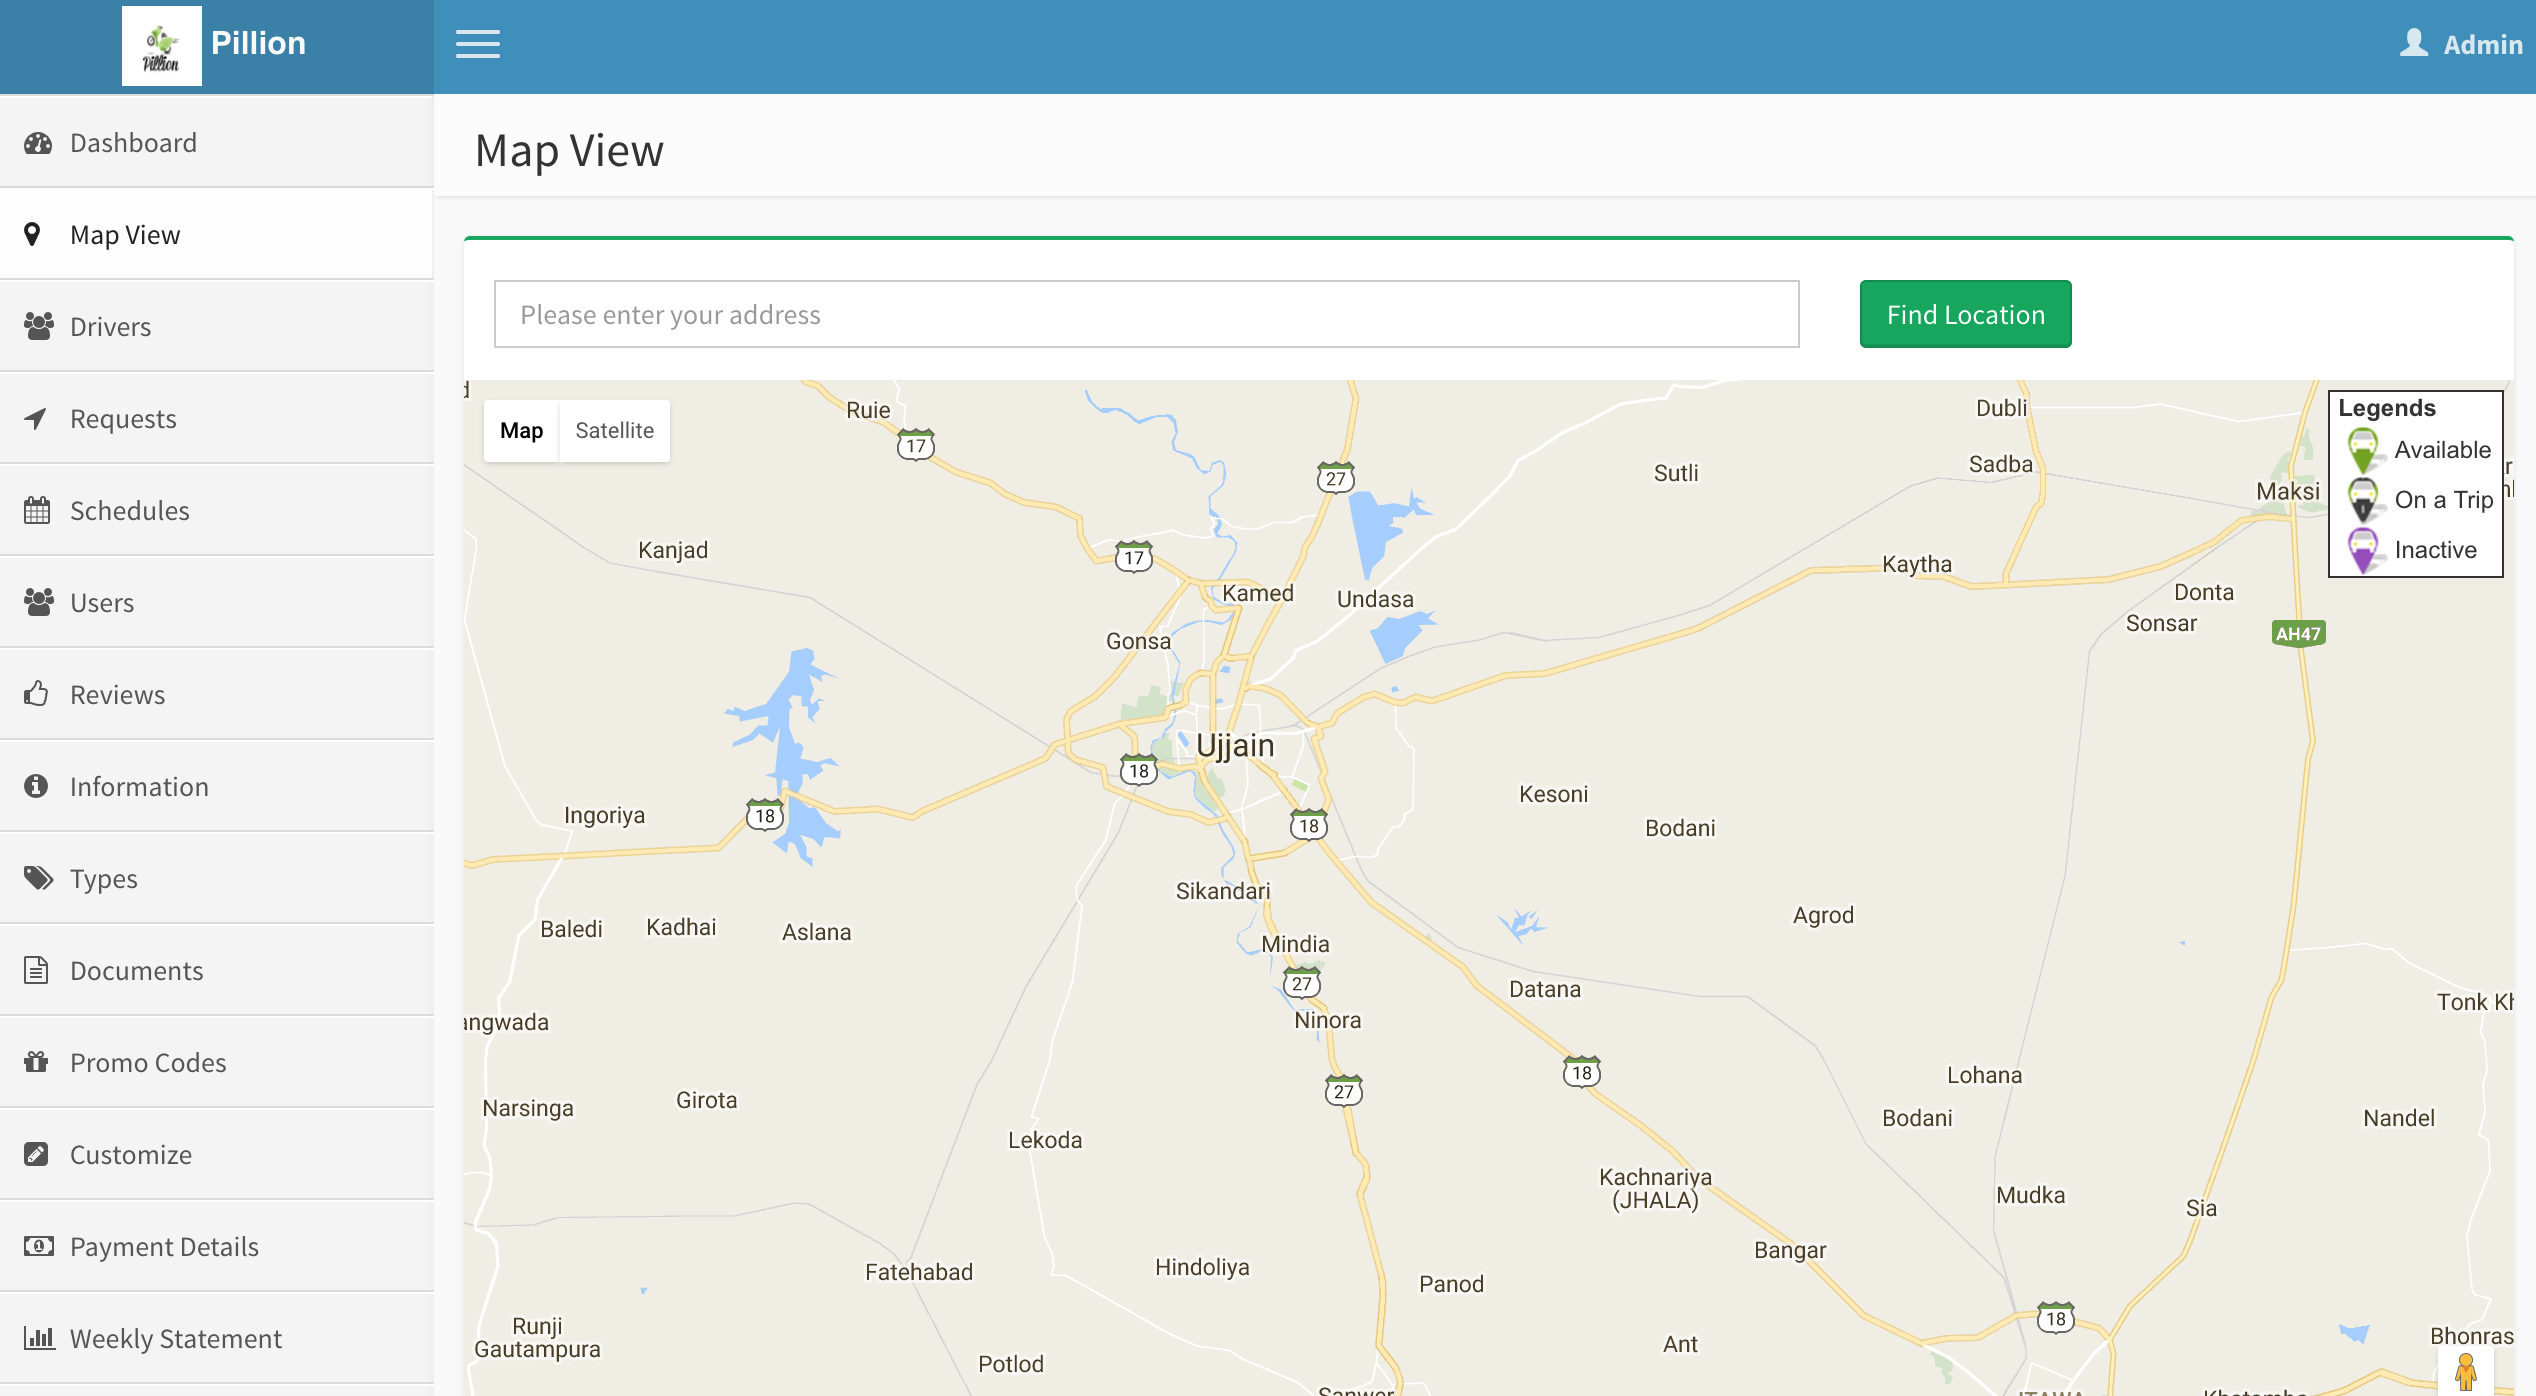 Pillion
Pillion
Admin
Dashboard
Map View
Drivers
Requests
Schedules
Users
Reviews
Information
Types
Documents
Promo Codes
Customize
Payment Details
Weekly Statement
Map View
Please enter your address
Find Location
Map
Satellite
Legends
Available
On a Trip
Inactive
Ruie
17
27
Dubli
Sutli
Sadba
Maksi
Kanjad
17
Kaytha
Kamed
Undasa
Donta
Sonsar
Gonsa
AH47
Ujjain
18
Kesoni
Ingoriya
18
18
Bodani
Sikandari
Agrod
Baledi
Kadhai
Aslana
Mindia
27
Datana
Tonk Kh
angwada
Ninora
18
Lohana
27
Narsinga
Girota
Bodani
Nandel
Lekoda
Kachnariya
(JHALA)
Mudka
Sia
Bangar
Fatehabad
Hindoliya
Panod
18
Runji
Gautampura
Ant
Bhonras
Potlod
Sanwer